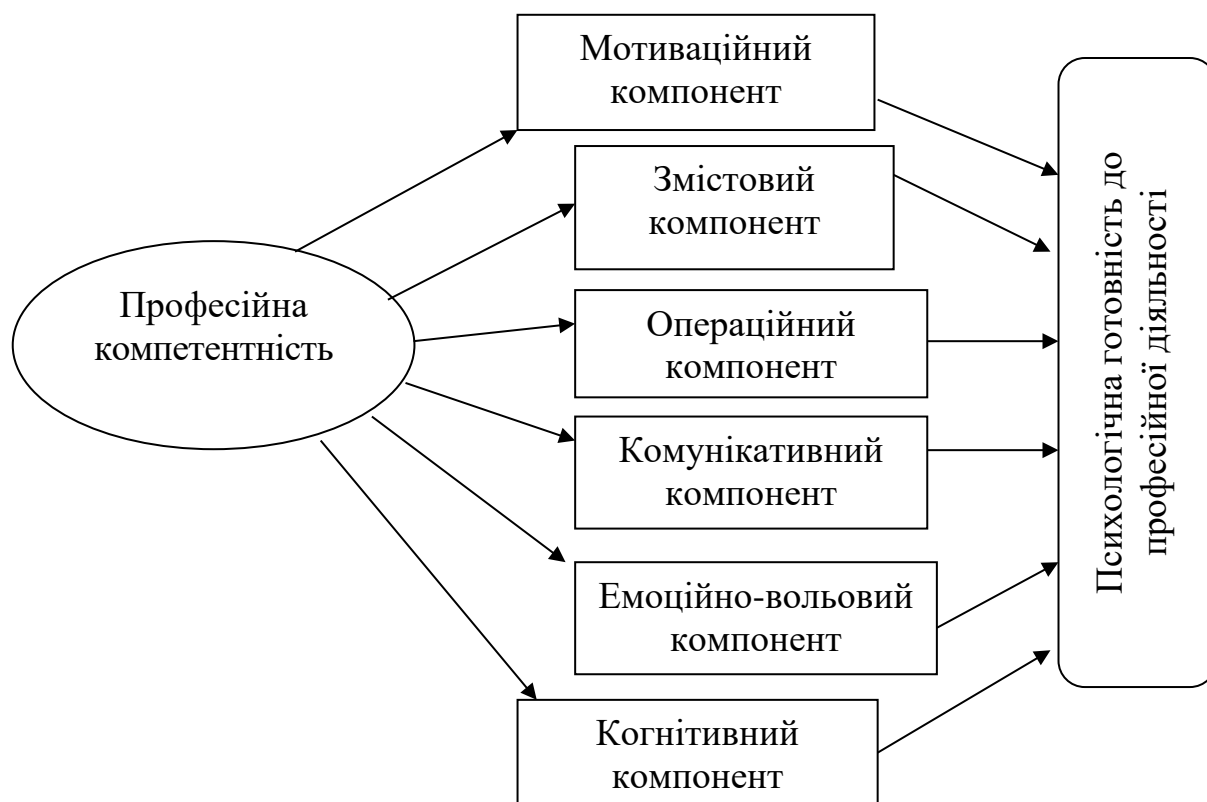 Мотиваційний
компонент
Змістовий
компонент
Професійна
компетентність
Операційний
компонент
Комунікативний
компонент
Емоційно-вольовий
компонент
Когнітивний
компонент
Психологічна готовність до
професійної діяльності